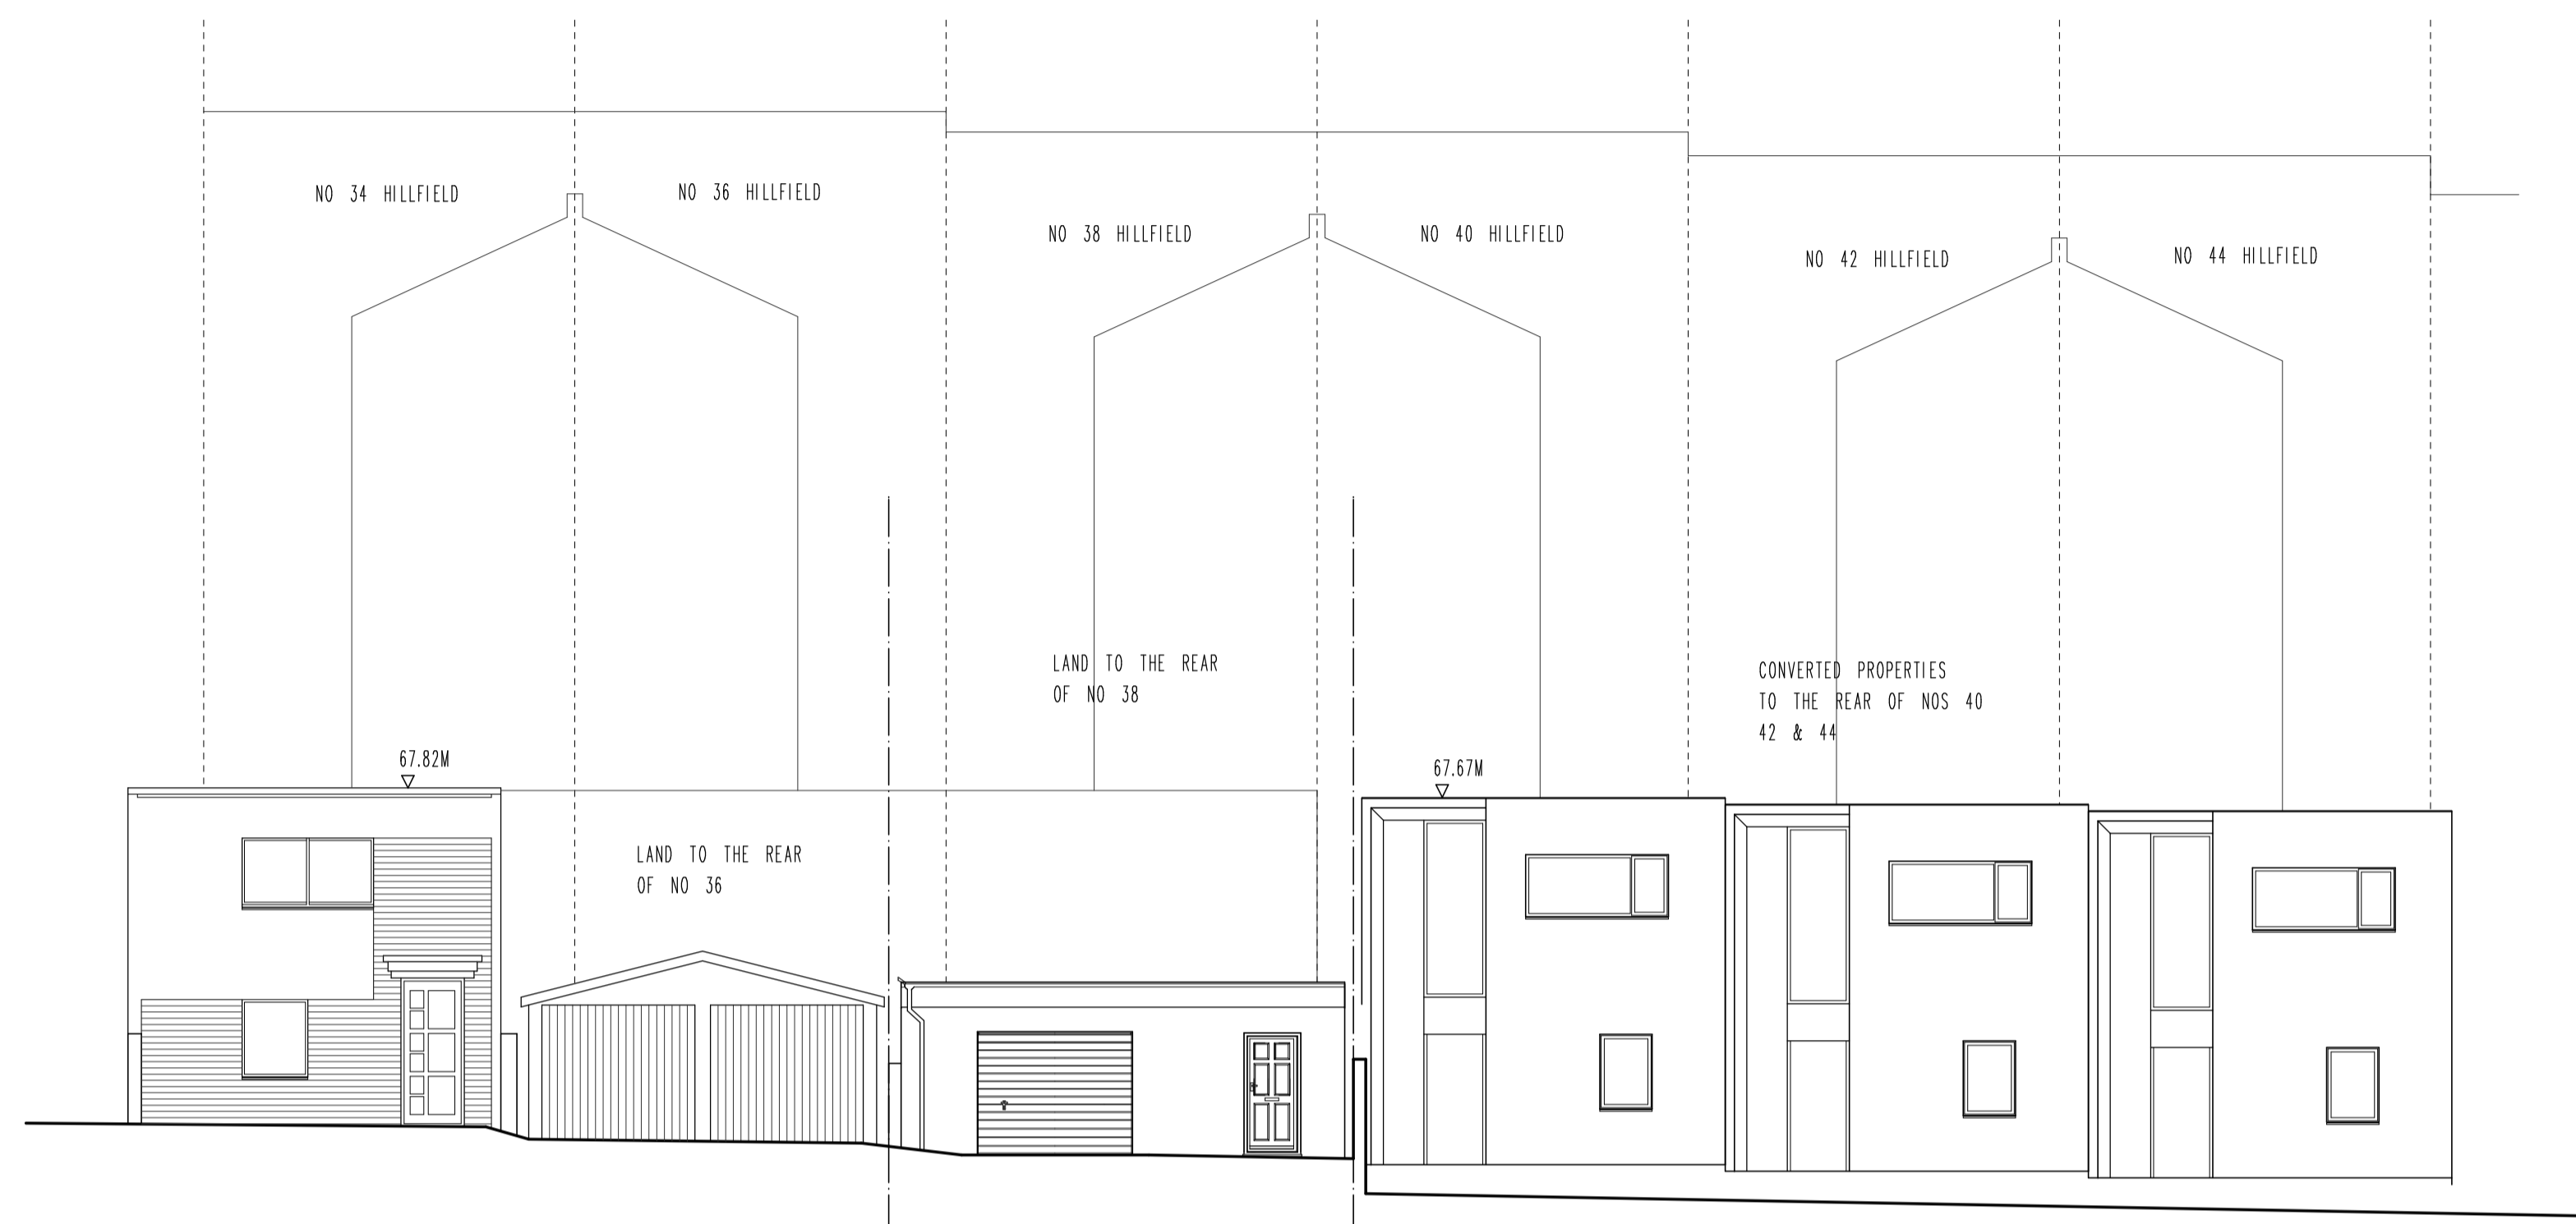 NO 34 HILLFIELD
NO 36 HILLFIELD
NO 38 HILLFIELD
NO 40 HILLFIELD
NO 42 HILLFIELD
NO 44 HILLFIELD
LAND TO THE REAR
OF NO 38
CONVERTED PROPERTIES
TO THE REAR OF NOS 40
42 & 44
67.82M
67.67M
LAND TO THE REAR
OF NO 36